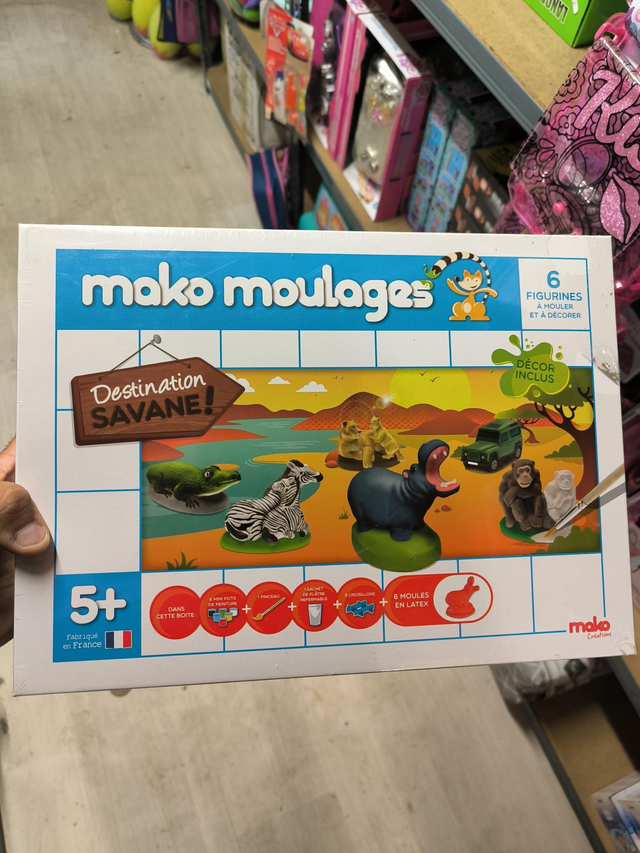 mako moulages
6
FIGURINES
À MOULER
ET À DÉCORER
Destination
SAVANE!
DÉCOR
INCLUS
5+
Fabriqué
en France
DANS
CETTE BOITE:
6 MINI POTS
DE PEINTURE
+
1 PINCEAU
+
1 SACHET
DE PLÂTRE
REFERMABLE
+
CROISILLONS
+
6 MOULES
EN LATEX
mako
Créations